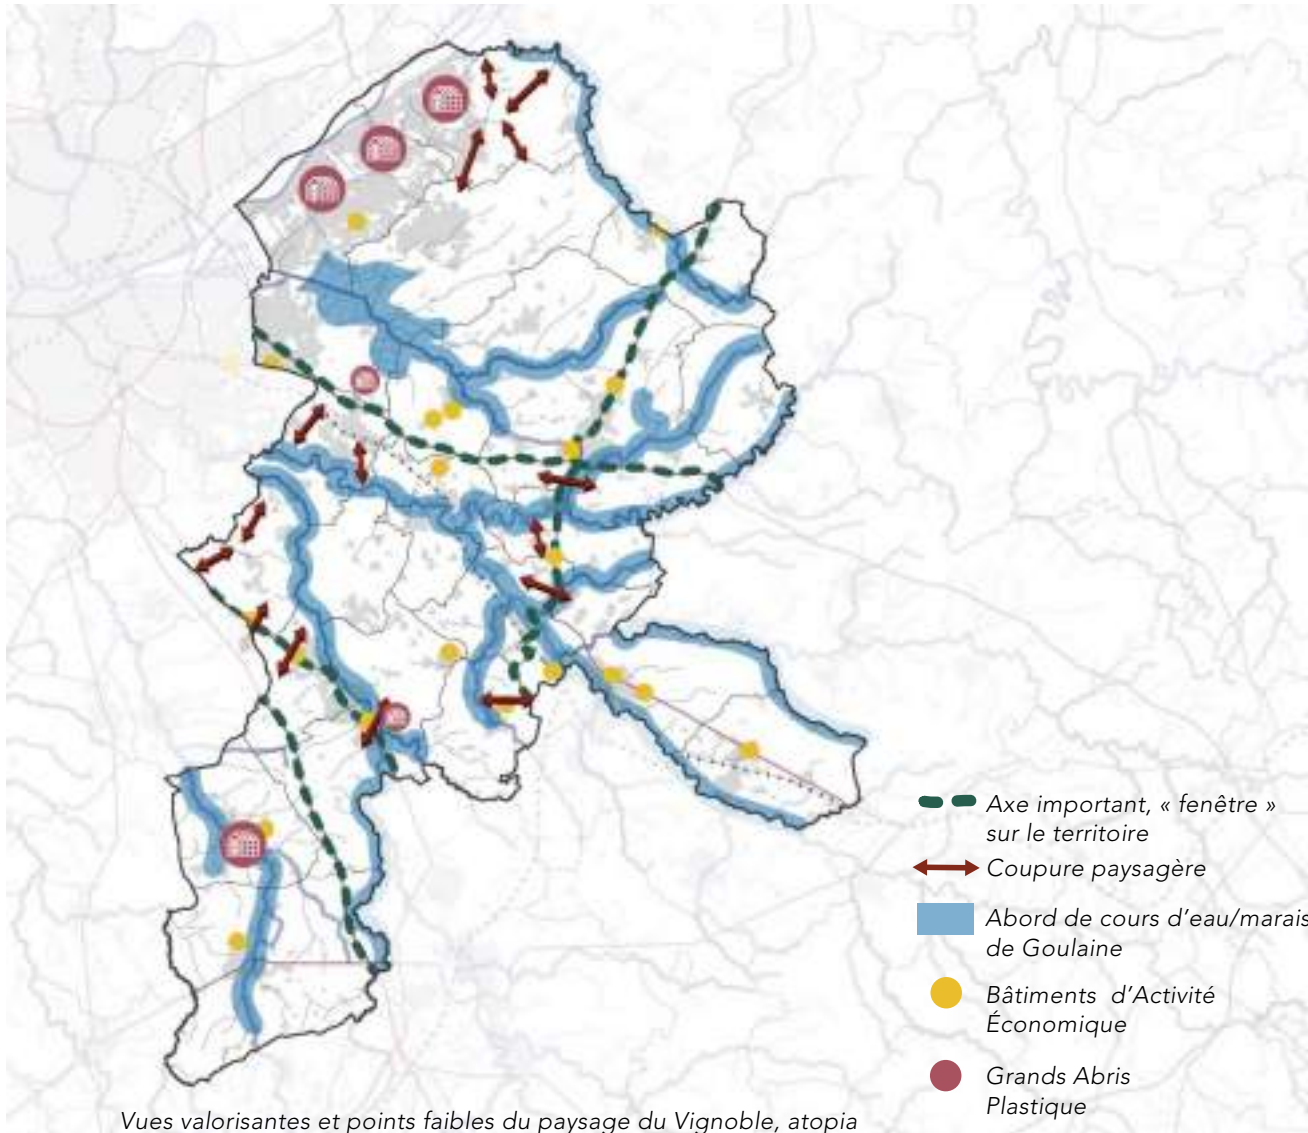 Axe important, « fenêtre »
sur le territoire
Coupure paysagère
Abord de cours d'eau/marais
de Goulaine
Bâtiments d'Activité
Économique
Grands Abris
Plastique
Vues valorisantes et points faibles du paysage du Vignoble, atopia